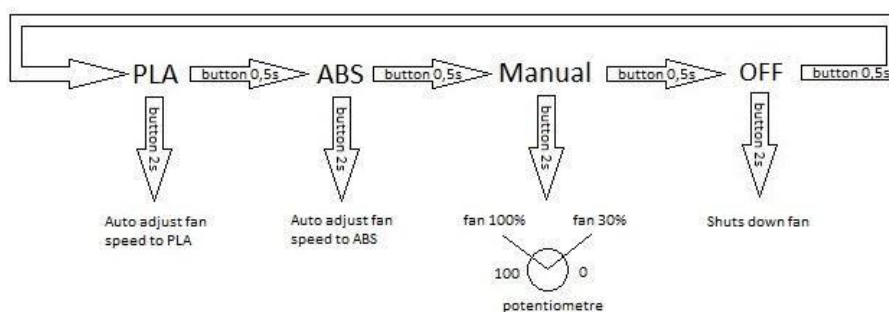 PLA
button 0,5s
ABS
button 0,5s
Manual
button 0,5s
OFF
button 0,5s
button 2s
button 2s
button 2s
button 2s
Auto adjust fan
speed to PLA
Auto adjust fan
speed to ABS
fan 100%
fan 30%
100
0
potentiometre
Shuts down fan